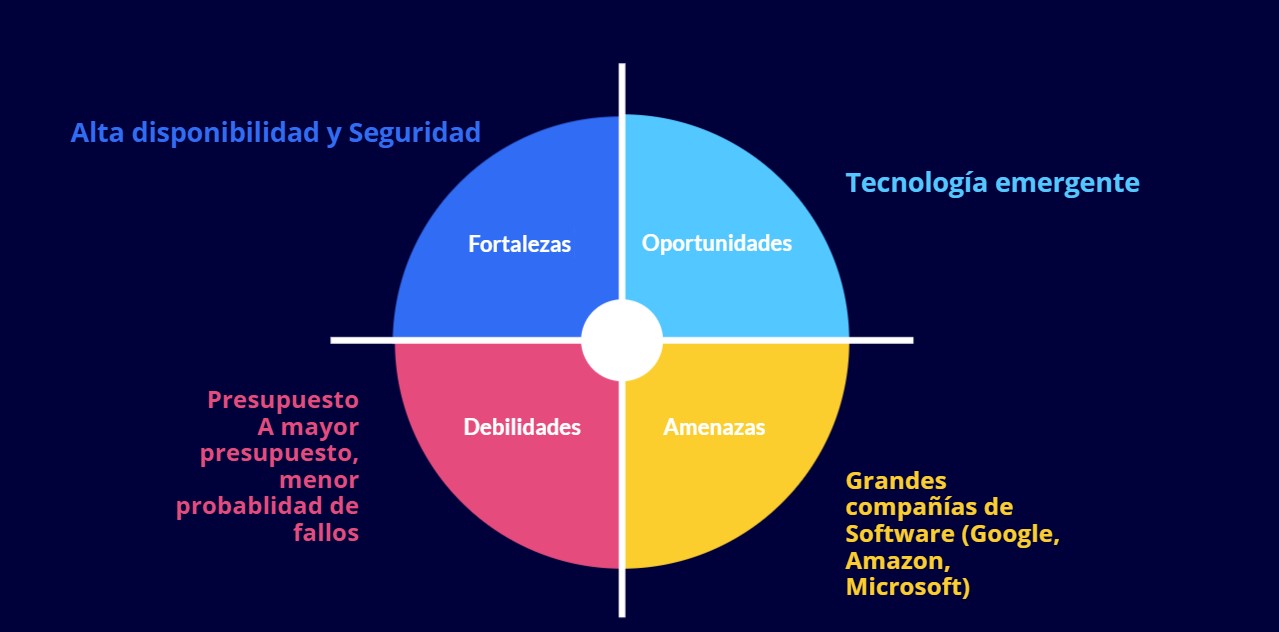 Alta disponibilidad y Seguridad
Tecnología emergente
Fortalezas
Oportunidades
Debilidades
Amenazas
Presupuesto
A mayor
presupuesto,
menor
probablidad de
fallos
Grandes
compañías de
Software (Google,
Amazon,
Microsoft)